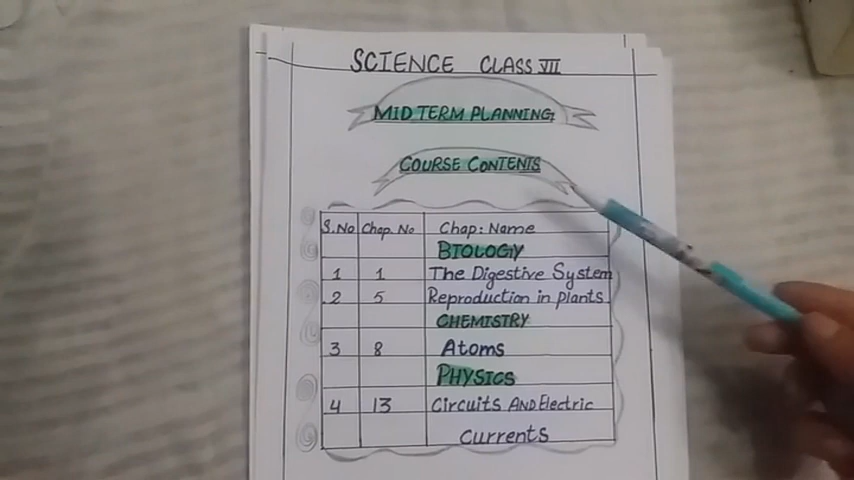 SCIENCE CLASS VII
MID TERM PLANNING
COURSE CONTENTS
S.No Chap. No Chap: Name
BIOLOGY
1 1 The Digestive System
2 5 Reproduction in plants
CHEMISTRY
3 8 Atoms
PHYSICS
4 13 Circuits AND Electric
Currents